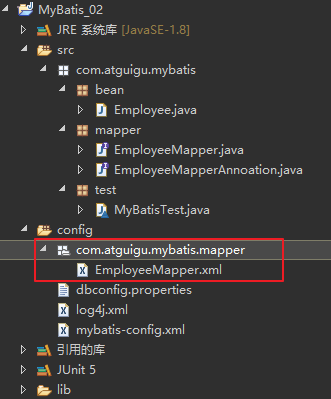 MyBatis_02
JRE 系统库 [JavaSE-1.8]
src
com.atguigu.mybatis
bean
Employee.java
mapper
EmployeeMapper.java
EmployeeMapperAnnoation.java
test
MyBatisTest.java
config
com.atguigu.mybatis.mapper
EmployeeMapper.xml
dbconfig.properties
log4j.xml
mybatis-config.xml
引用的库
JUnit 5
lib